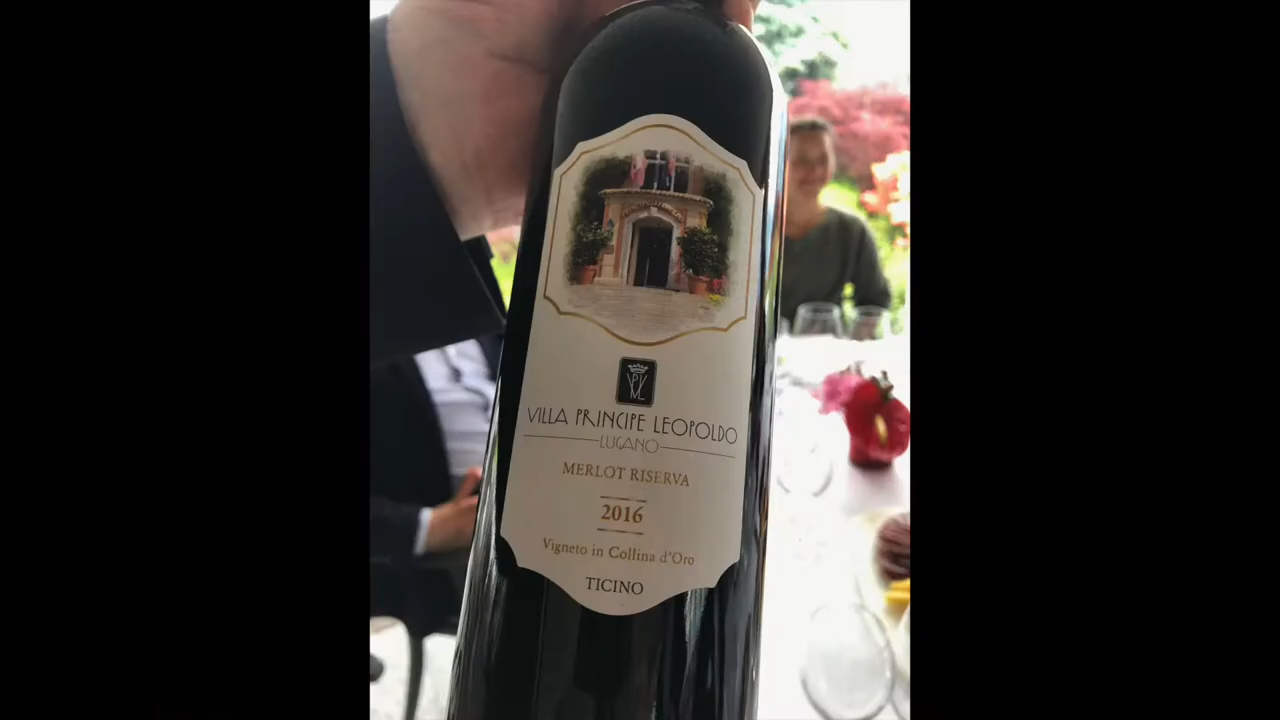 VPL
VILLA PRINCIPE LEOPOLDO
LUGANO
MERLOT RISERVA
2016
Vigneto in Collina d'Oro
TICINO